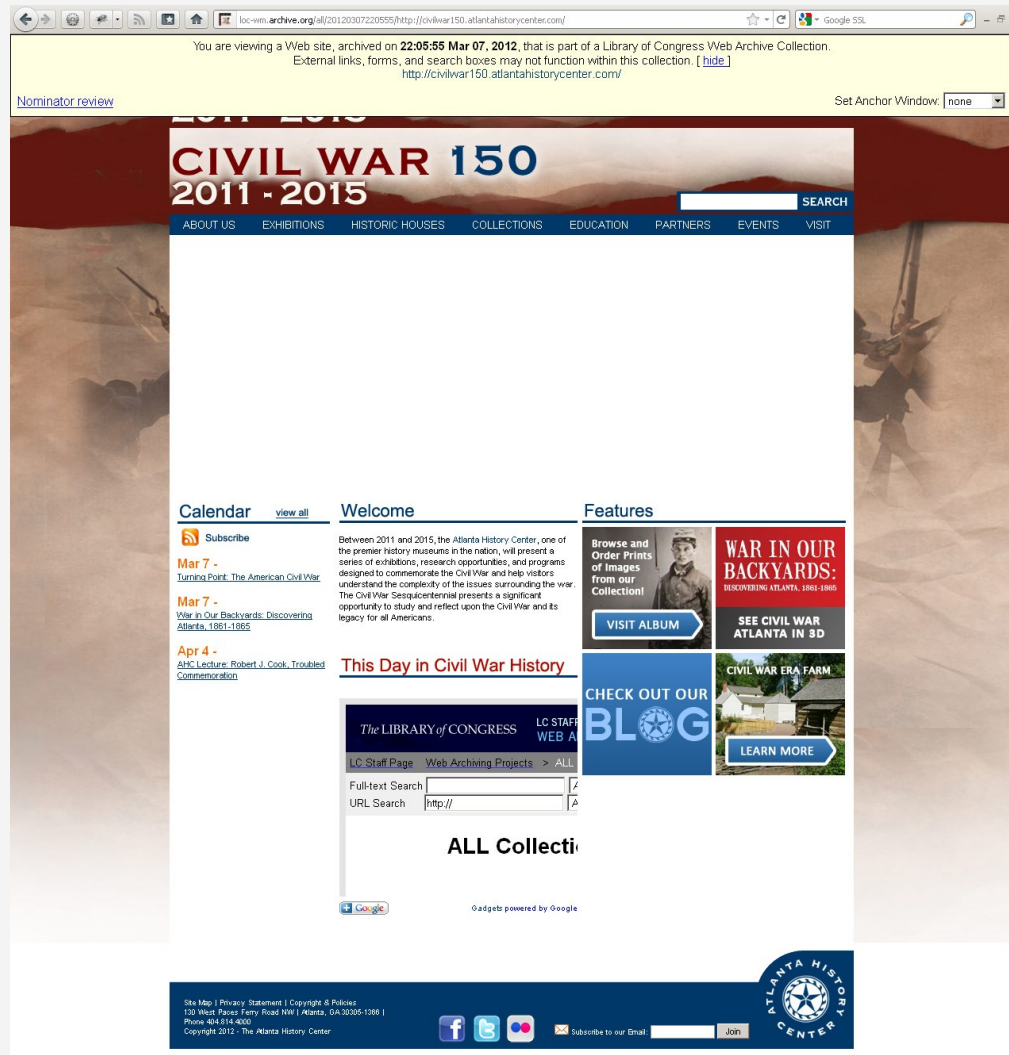 loc-wm.archive.org/all/20120307220555/http://civilwar150.atlantahistorycenter.com/
Google SSL
You are viewing a Web site, archived on 22:05:55 Mar 07, 2012, that is part of a Library of Congress Web Archive Collection.
External links, forms, and search boxes may not function within this collection. [ hide ]
http://civilwar150.atlantahistorycenter.com/
Nominator review
Set Anchor Window: none
2011 - 2015
CIVIL WAR 150
2011 - 2015
SEARCH
ABOUT US EXHIBITIONS HISTORIC HOUSES COLLECTIONS EDUCATION PARTNERS EVENTS VISIT
Calendar view all
Subscribe
Mar 7 -
Turning Point: The American Civil War
Mar 7 -
War in Our Backyards: Discovering
Atlanta, 1861-1865
Apr 4 -
AHC Lecture: Robert J. Cook, Troubled
Commemoration
Welcome
Between 2011 and 2015, the Atlanta History Center, one of
the premier history museums in the nation, will present a
series of exhibitions, research opportunities, and programs
designed to commemorate the Civil War and help visitors
understand the complexity of the issues surrounding the war.
The Civil War Sesquicentennial presents a significant
opportunity to study and reflect upon the Civil War and its
legacy for all Americans.
This Day in Civil War History
The LIBRARY of CONGRESS
LC STAFF
WEB A
LC Staff Page Web Archiving Projects > ALL
Full-text Search A
URL Search http:// A
ALL Collecti
Google
Gadgets powered by Google
Features
Browse and
Order Prints
of Images
from our
Collection!
VISIT ALBUM
WAR IN OUR
BACKYARDS:
DISCOVERING ATLANTA, 1861-1865
SEE CIVIL WAR
ATLANTA IN 3D
CHECK OUT OUR
BLOG
CIVIL WAR ERA FARM
LEARN MORE
Site Map | Privacy Statement | Copyright & Policies
130 West Paces Ferry Road NW | Atlanta, GA 30305-1366 |
Phone 404.814.4000
Copyright 2012 - The Atlanta History Center
Subscribe to our Email: Join
ATLANTA HISTORY CENTER